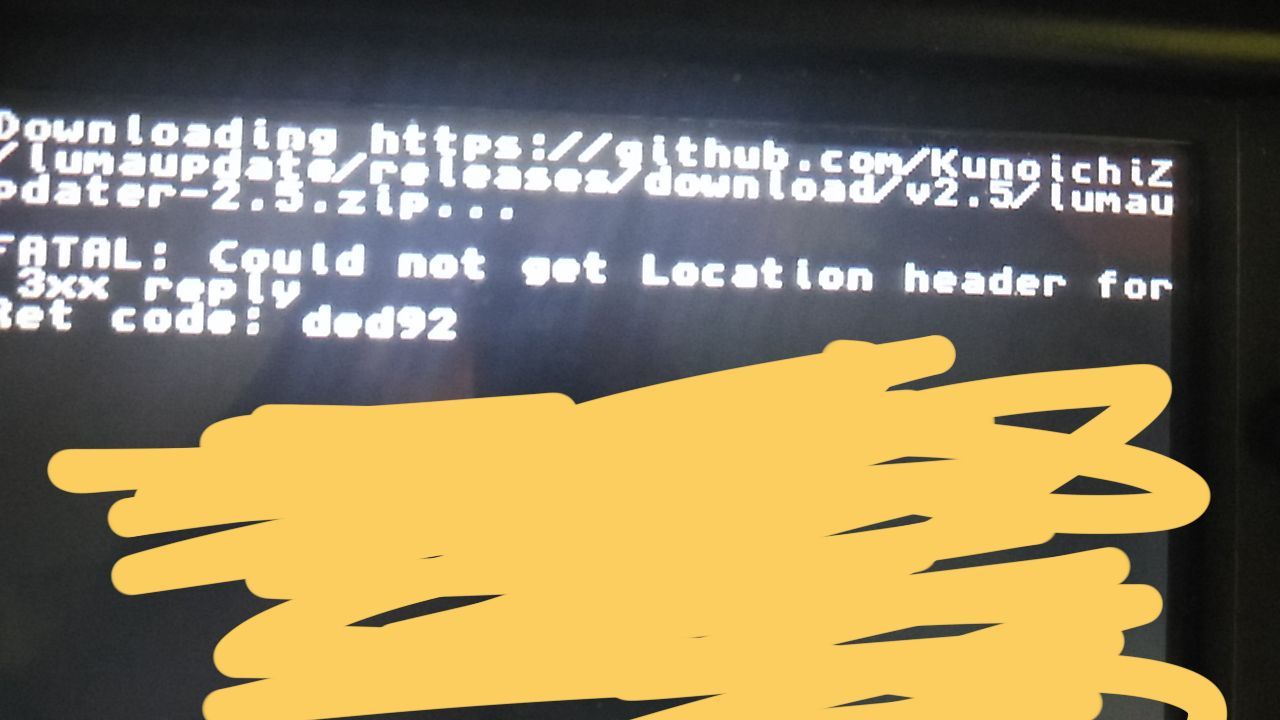 Downloading https://github.com/KunoichiZ
/lumaupdate/releases/download/v2.5/lumau
pdater-2.5.zip...
FATAL: Could not get Location header for
3xx reply
Ret code: ded92